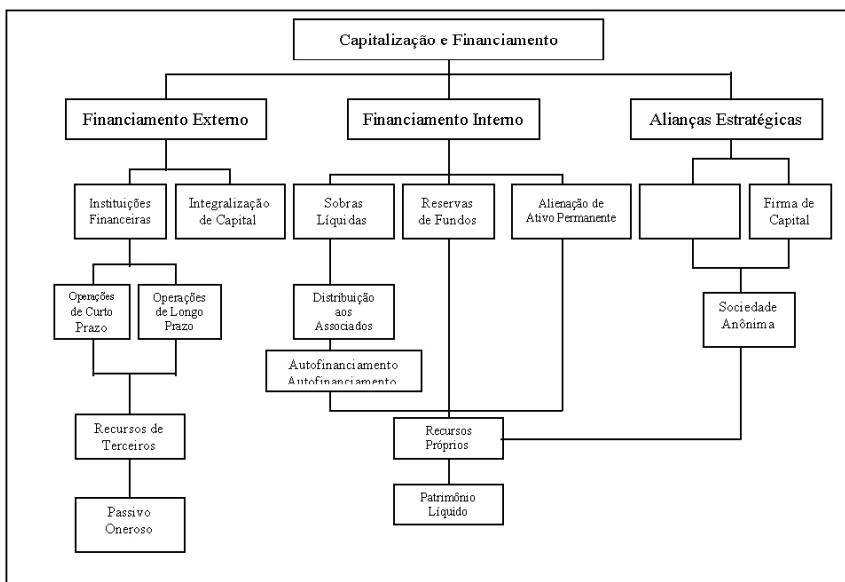 Capitalização e Financiamento
Financiamento Externo
Financiamento Interno
Alianças Estratégicas
Instituições
Financeiras
Integralização
de Capital
Sobras
Líquidas
Reservas
de Fundos
Alienação de
Ativo Permanente
Firma de
Capital
Operações
de Curto
Prazo
Operações
de Longo
Prazo
Distribuição
aos
Associados
Sociedade
Anônima
Autofinanciamento
Autofinanciamento
Recursos de
Terceiros
Recursos
Próprios
Passivo
Oneroso
Patrimônio
Líquido